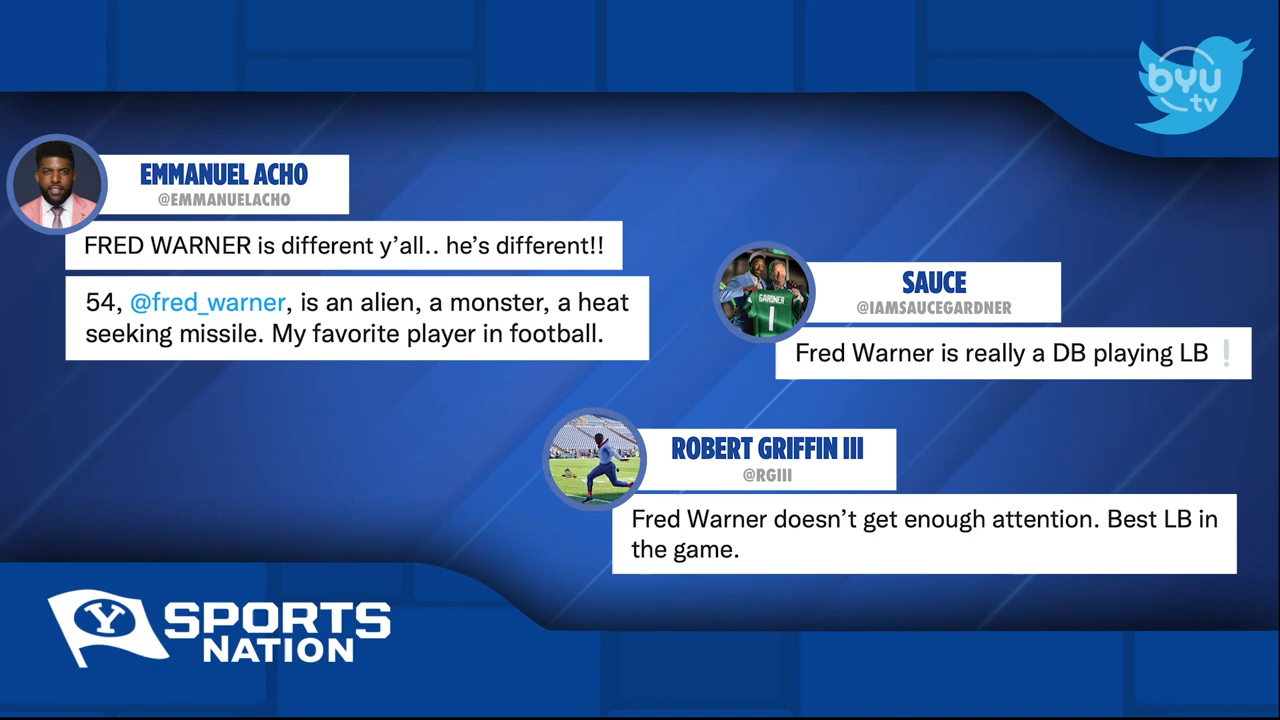 byu
tv
EMMANUEL ACHO
@EMMANUELACHO
FRED WARNER is different y’all.. he’s different!!
54, @fred_warner, is an alien, a monster, a heat
seeking missile. My favorite player in football.
GARDNER
1
SAUCE
@IAMSAUCEGARDNER
Fred Warner is really a DB playing LB❕
ROBERT GRIFFIN III
@RGIII
Fred Warner doesn’t get enough attention. Best LB in
the game.
Y SPORTS
NATION